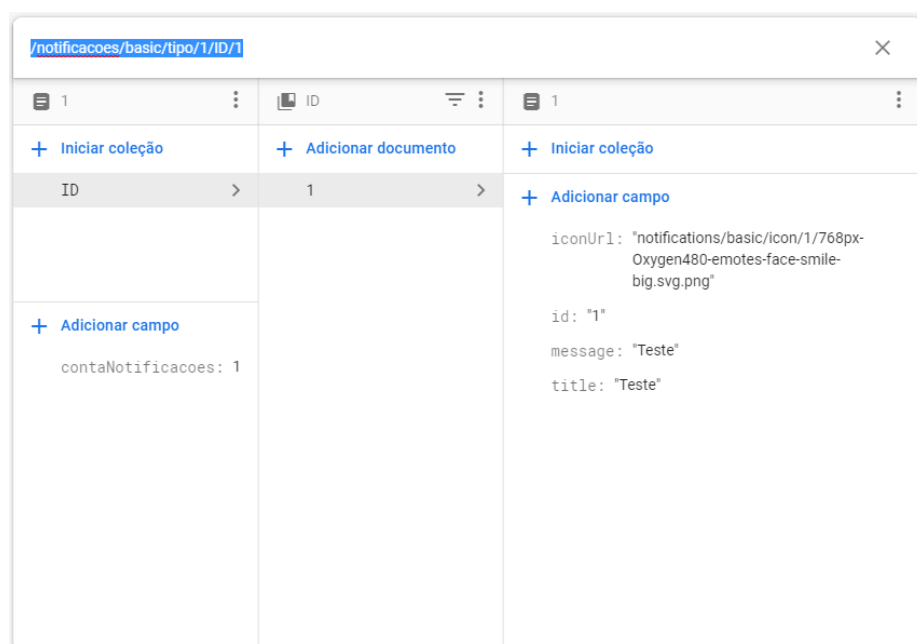 /notificacoes/basic/tipo/1/ID/1
1
Iniciar coleção
ID
Adicionar campo
contaNotificacoes: 1
ID
Adicionar documento
1
1
Iniciar coleção
Adicionar campo
iconUrl: "notifications/basic/icon/1/768px-
Oxygen480-emotes-face-smile-
big.svg.png"
id: "1"
message: "Teste"
title: "Teste"